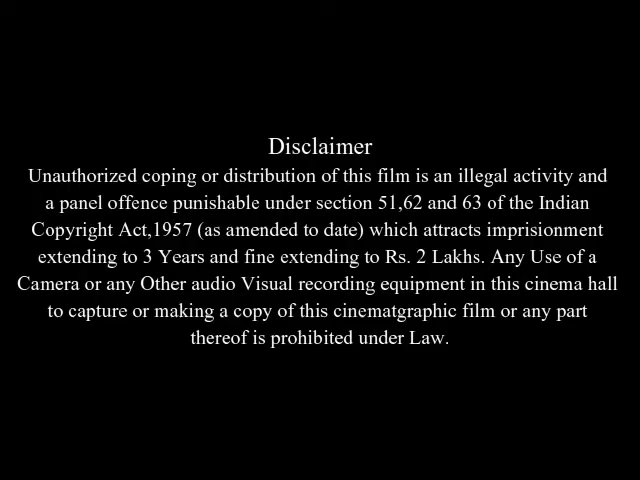 Disclaimer
Unauthorized coping or distribution of this film is an illegal activity and
a panel offence punishable under section 51,62 and 63 of the Indian
Copyright Act,1957 (as amended to date) which attracts imprisionment
extending to 3 Years and fine extending to Rs. 2 Lakhs. Any Use of a
Camera or any Other audio Visual recording equipment in this cinema hall
to capture or making a copy of this cinematgraphic film or any part
thereof is prohibited under Law.